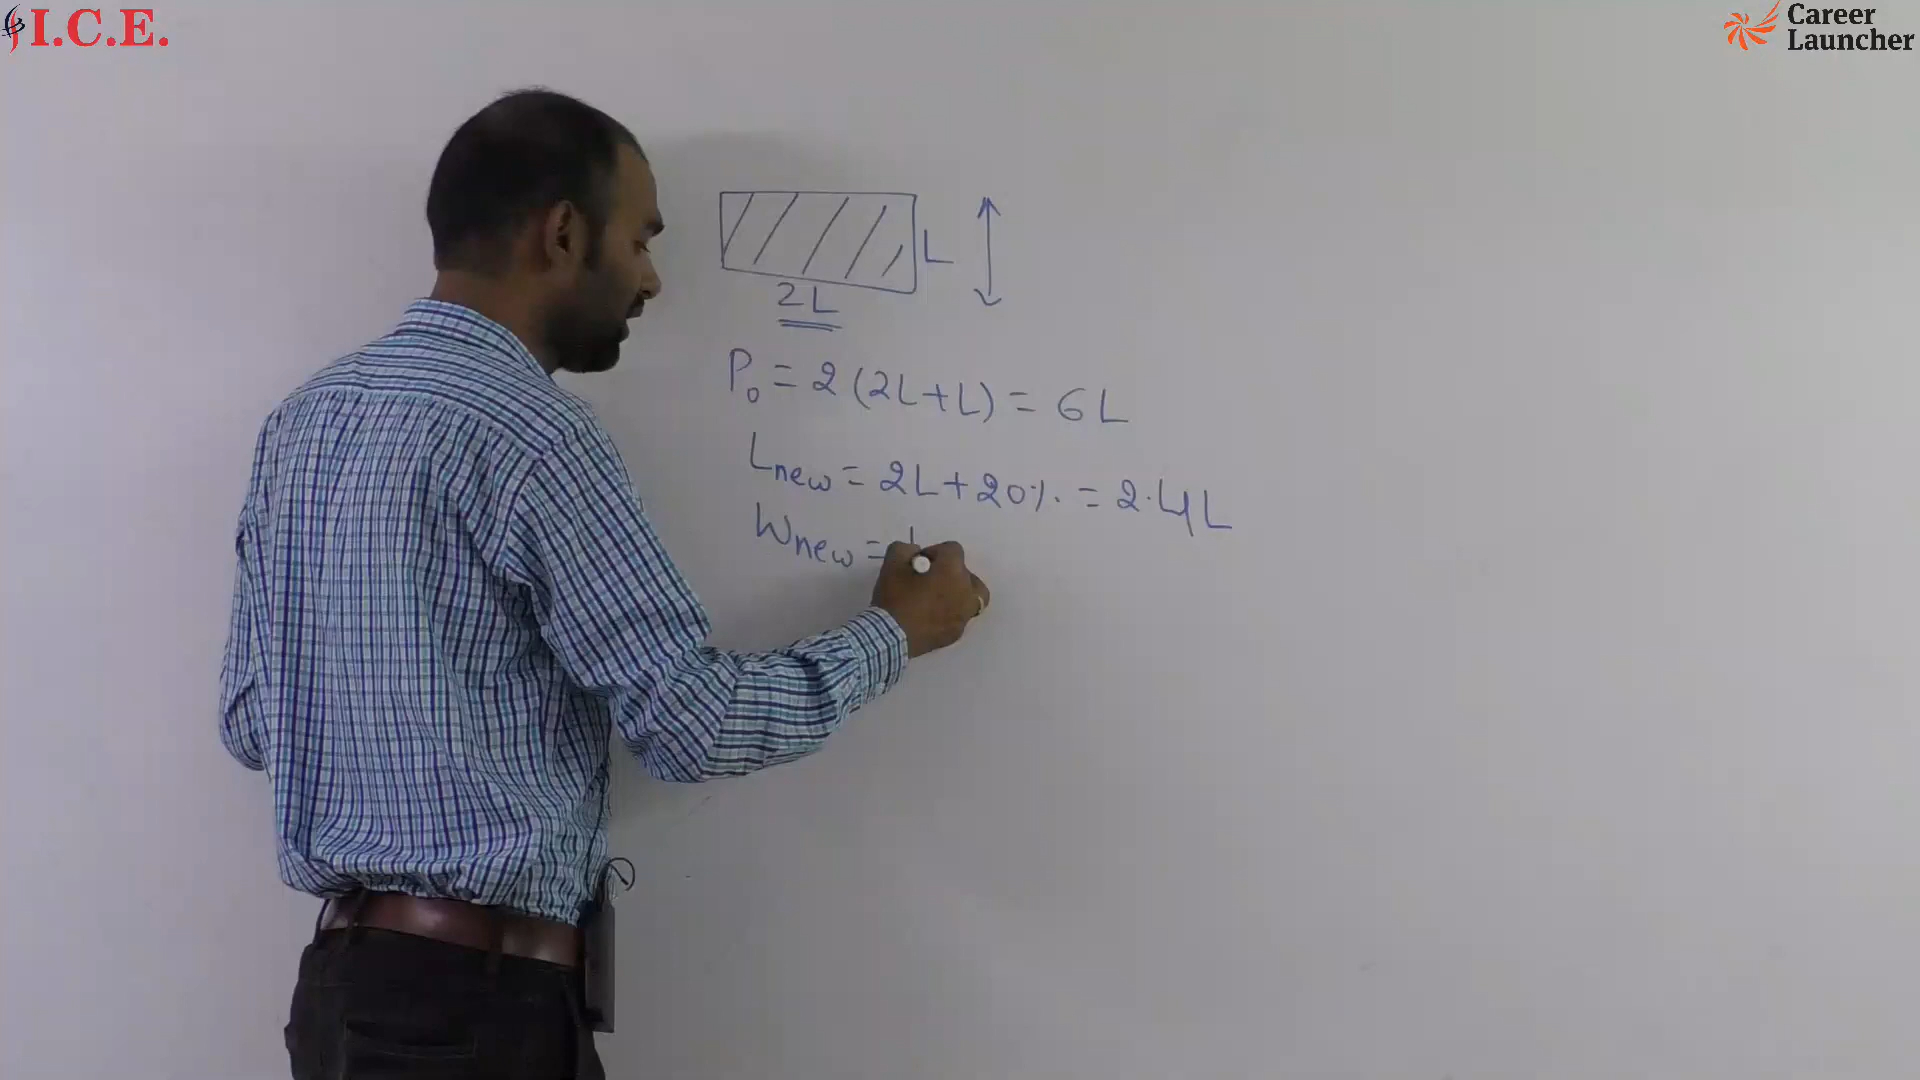 I.C.E.
Career
Launcher
L
2L
P₀ = 2 (2L+L) = 6L
Lnew = 2L+20%. = 2.4L
Wnew =